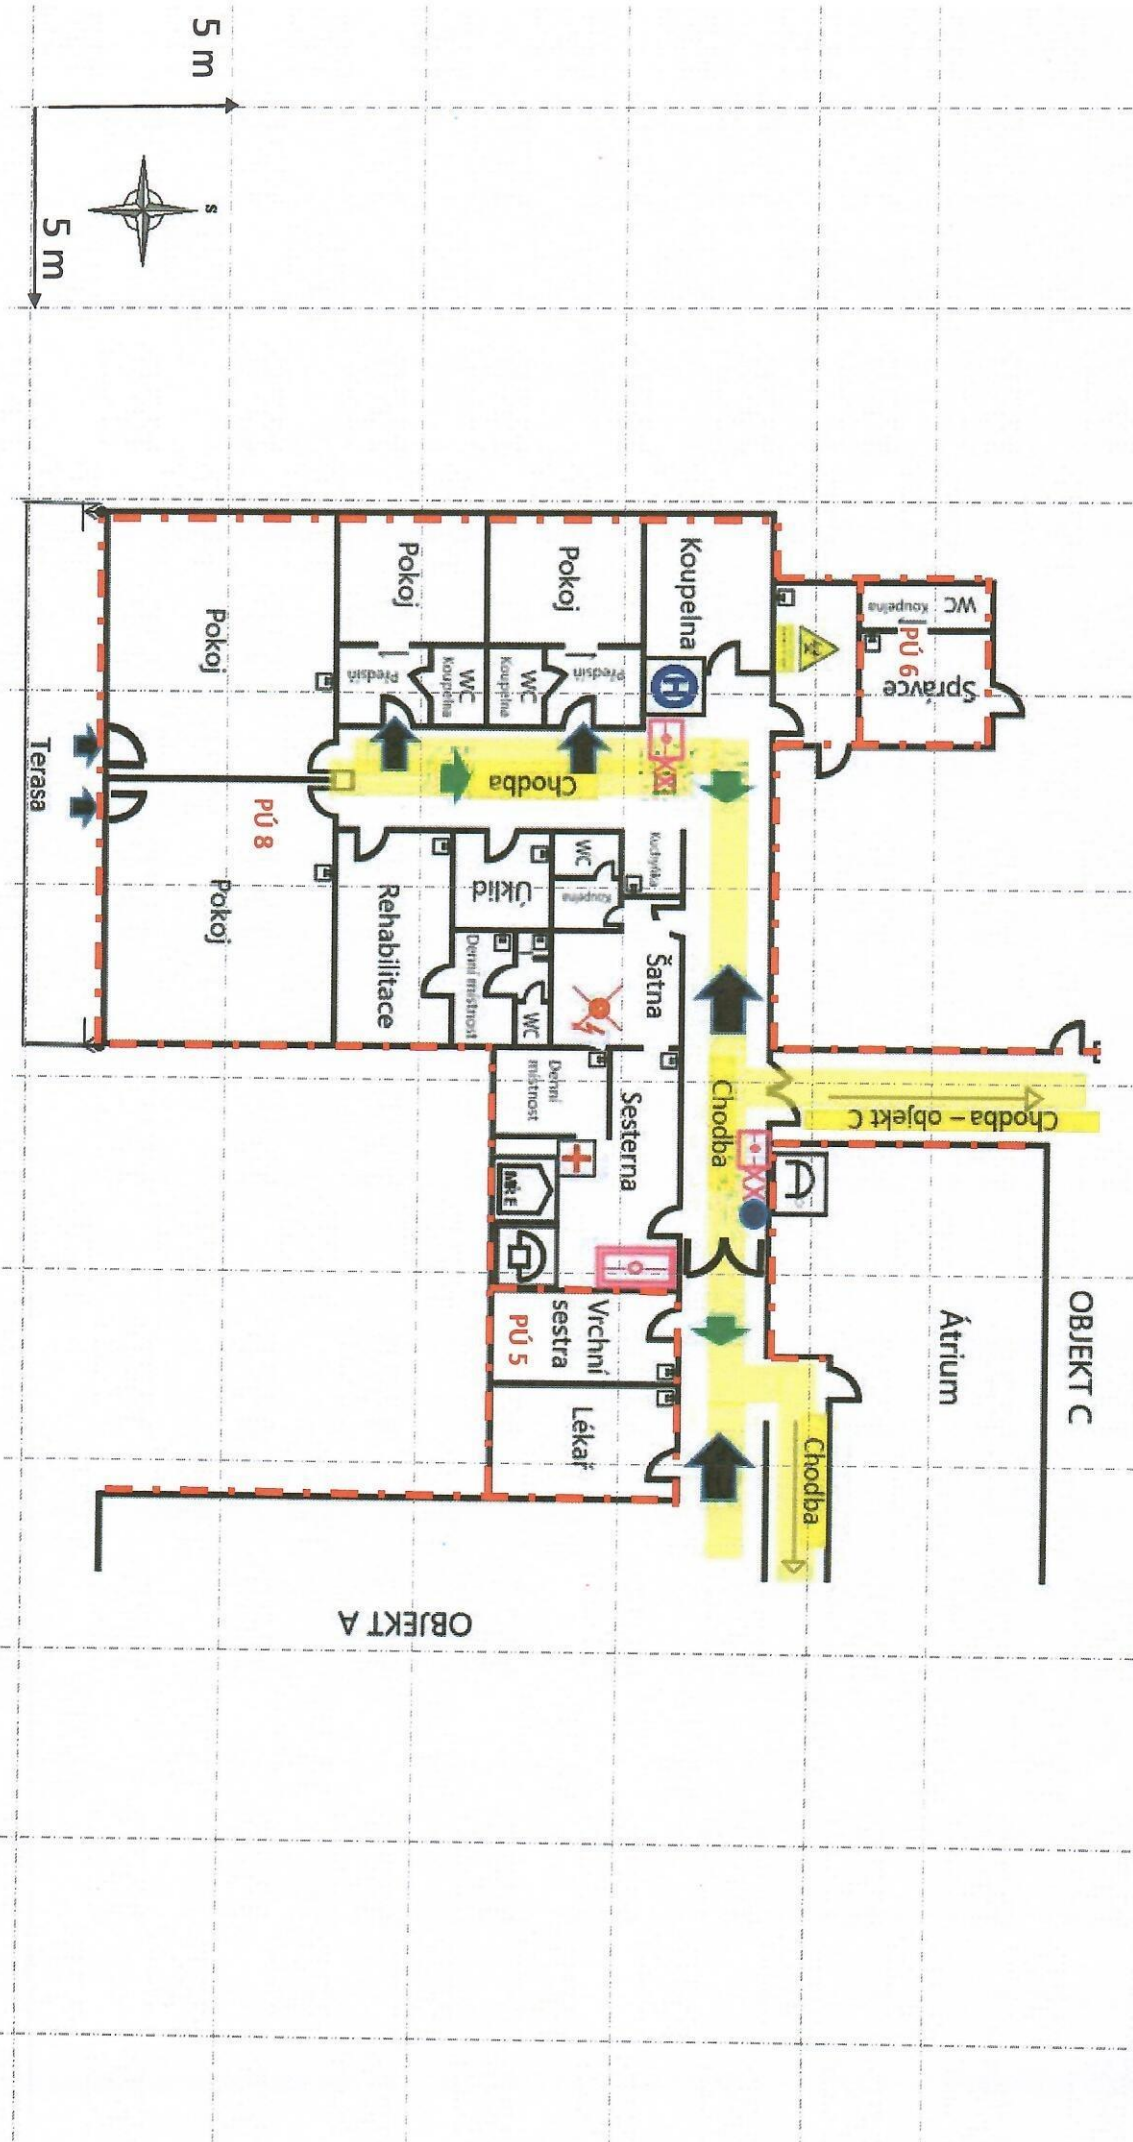 5 m
5 m
s
OBJEKT C
Átrium
Chodba – objekt C
Chodba
WC
Koupelna
PÚ 6
Správce
Koupelna
H
Pokoj
Předsíň
WC
Koupelna
Pokoj
Předsíň
WC
Koupelna
Pokoj
Chodba
XX
Chodba
XX
Kuchyňka
WC
Koupelna
Úklid
Šatna
WC
Denní místnost
Rehabilitace
Sesterna
Denní
místnost
Vrchní
sestra
PÚ 5
Lékař
PÚ 8
Pokoj
Terasa
OBJEKT A